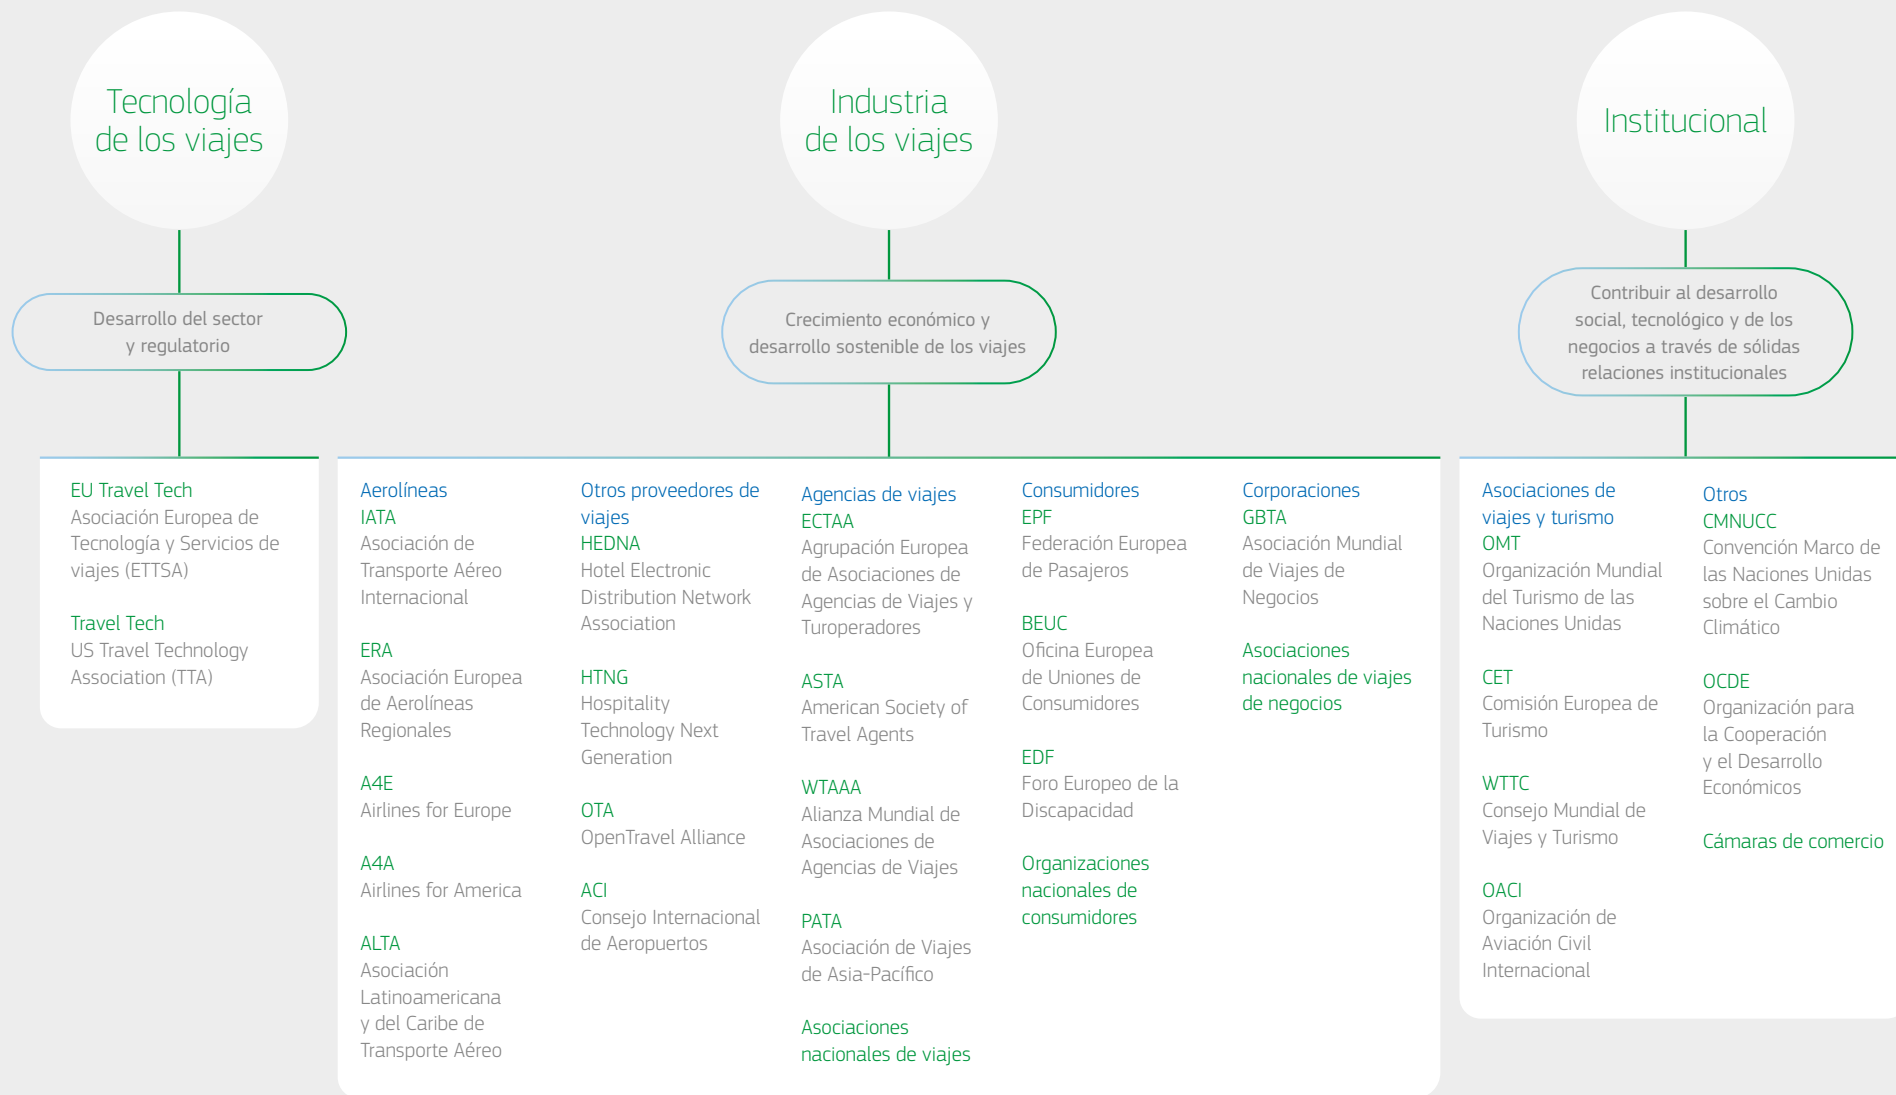 Tecnología
de los viajes
Desarrollo del sector
y regulatorio
EU Travel Tech
Asociación Europea de
Tecnología y Servicios de
viajes (ETTSA)
Travel Tech
US Travel Technology
Association (TTA)
Industria
de los viajes
Crecimiento económico y
desarrollo sostenible de los viajes
Aerolíneas
IATA
Asociación de
Transporte Aéreo
Internacional
ERA
Asociación Europea
de Aerolíneas
Regionales
A4E
Airlines for Europe
A4A
Airlines for America
ALTA
Asociación
Latinoamericana
y del Caribe de
Transporte Aéreo
Otros proveedores de
viajes
HEDNA
Hotel Electronic
Distribution Network
Association
HTNG
Hospitality
Technology Next
Generation
OTA
OpenTravel Alliance
ACI
Consejo Internacional
de Aeropuertos
Agencias de viajes
ECTAA
Agrupación Europea
de Asociaciones de
Agencias de Viajes y
Turoperadores
ASTA
American Society of
Travel Agents
WTAAA
Alianza Mundial de
Asociaciones de
Agencias de Viajes
PATA
Asociación de Viajes
de Asia-Pacífico
Asociaciones
nacionales de viajes
Consumidores
EPF
Federación Europea
de Pasajeros
BEUC
Oficina Europea
de Uniones de
Consumidores
EDF
Foro Europeo de la
Discapacidad
Organizaciones
nacionales de
consumidores
Corporaciones
GBTA
Asociación Mundial
de Viajes de
Negocios
Asociaciones
nacionales de viajes
de negocios
Institucional
Contribuir al desarrollo
social, tecnológico y de los
negocios a través de sólidas
relaciones institucionales
Asociaciones de
viajes y turismo
OMT
Organización Mundial
del Turismo de las
Naciones Unidas
CET
Comisión Europea de
Turismo
WTTC
Consejo Mundial de
Viajes y Turismo
OACI
Organización de
Aviación Civil
Internacional
Otros
CMNUCC
Convención Marco de
las Naciones Unidas
sobre el Cambio
Climático
OCDE
Organización para
la Cooperación
y el Desarrollo
Económicos
Cámaras de comercio